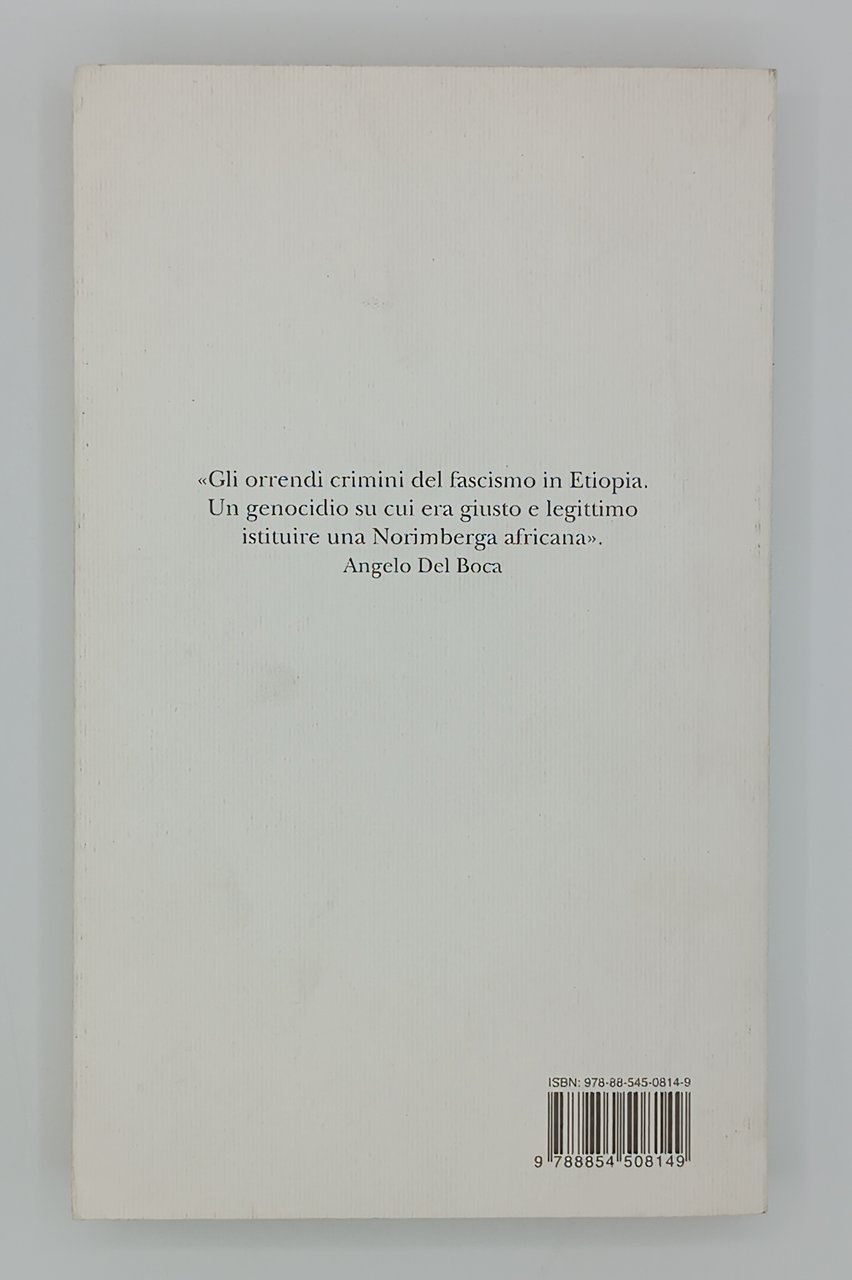 «Gli orrendi crimini del fascismo in Etiopia.
Un genocidio su cui era giusto e legittimo
istituire una Norimberga africana».
Angelo Del Boca
ISBN: 978-88-545-0814-9
9 788854 508149